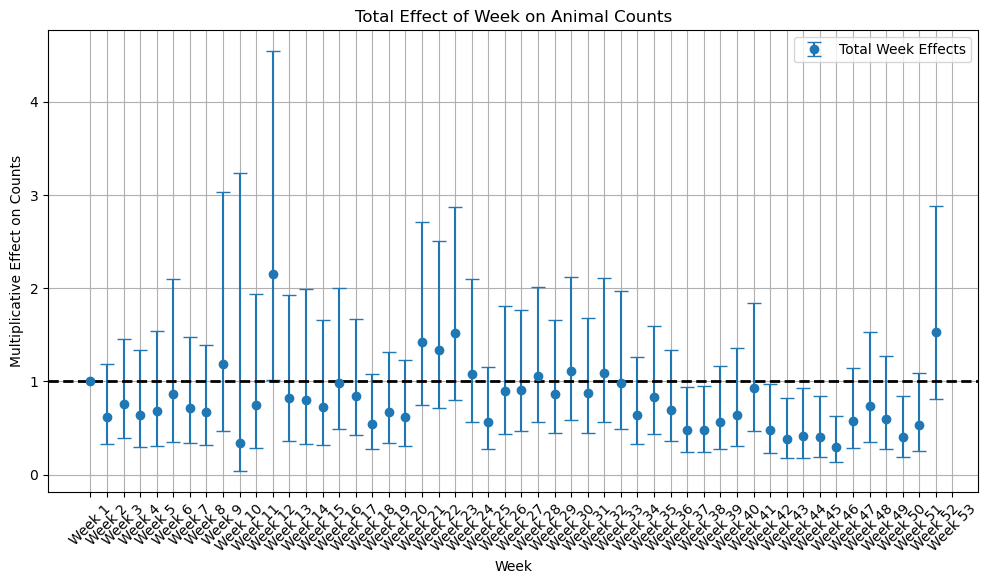 Total Effect of Week on Animal Counts
Total Week Effects
Multiplicative Effect on Counts
4
3
2
1
0
Week 1
Week 2
Week 3
Week 4
Week 5
Week 6
Week 7
Week 8
Week 9
Week 10
Week 11
Week 12
Week 13
Week 14
Week 15
Week 16
Week 17
Week 18
Week 19
Week 20
Week 21
Week 22
Week 23
Week 24
Week 25
Week 26
Week 27
Week 28
Week 29
Week 30
Week 31
Week 32
Week 33
Week 34
Week 35
Week 36
Week 37
Week 38
Week 39
Week 40
Week 41
Week 42
Week 43
Week 44
Week 45
Week 46
Week 47
Week 48
Week 49
Week 50
Week 51
Week 52
Week 53
Week